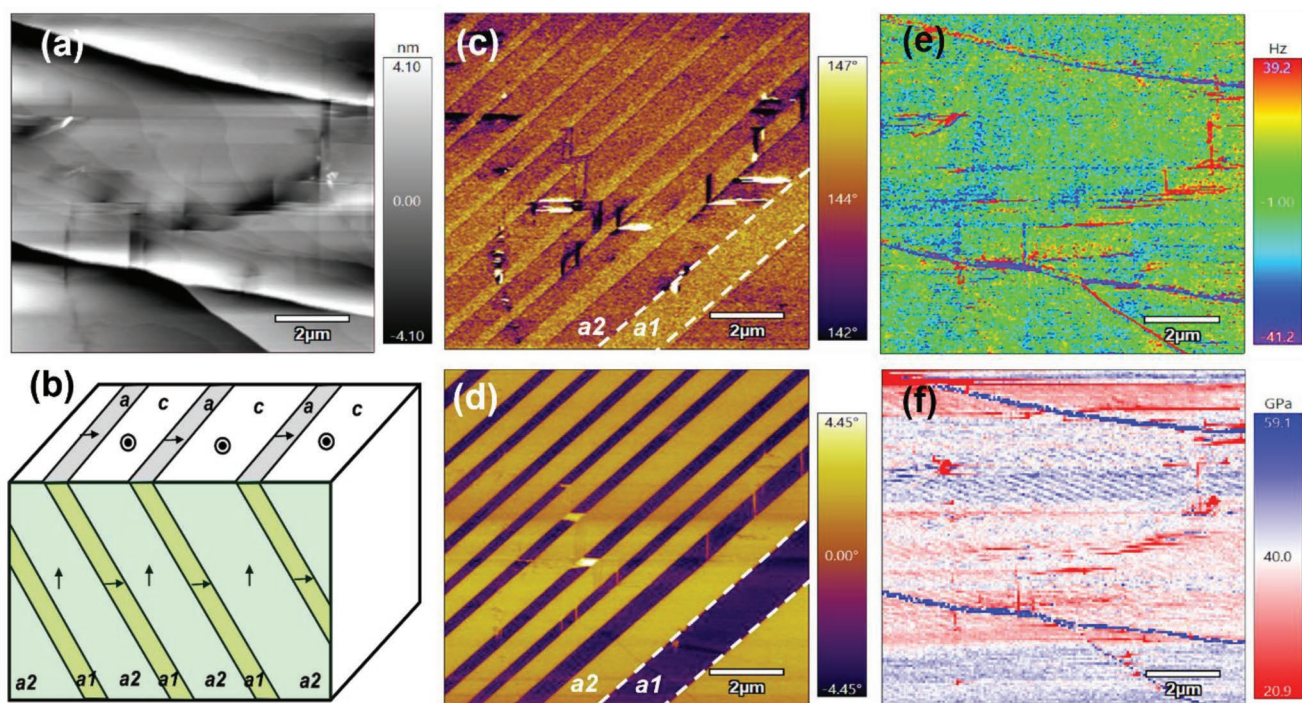 (a)
nm
4.10
0.00
-4.10
2µm
(c)
147°
144°
142°
a2
a1
2µm
(e)
Hz
39.2
-1.00
-41.2
2µm
(b)
a
c
a
c
a
c
a2
a1
a2
a1
a2
a1
a2
(d)
4.45°
0.00°
-4.45°
a2
a1
2µm
(f)
GPa
59.1
40.0
20.9
2µm